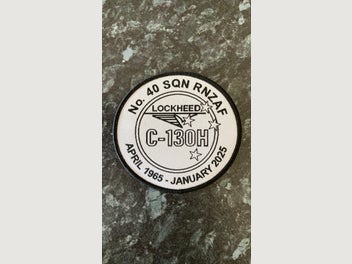 No. 40 SQN RNZAF
LOCKHEED
C-130H
APRIL 1965 - JANUARY 2025